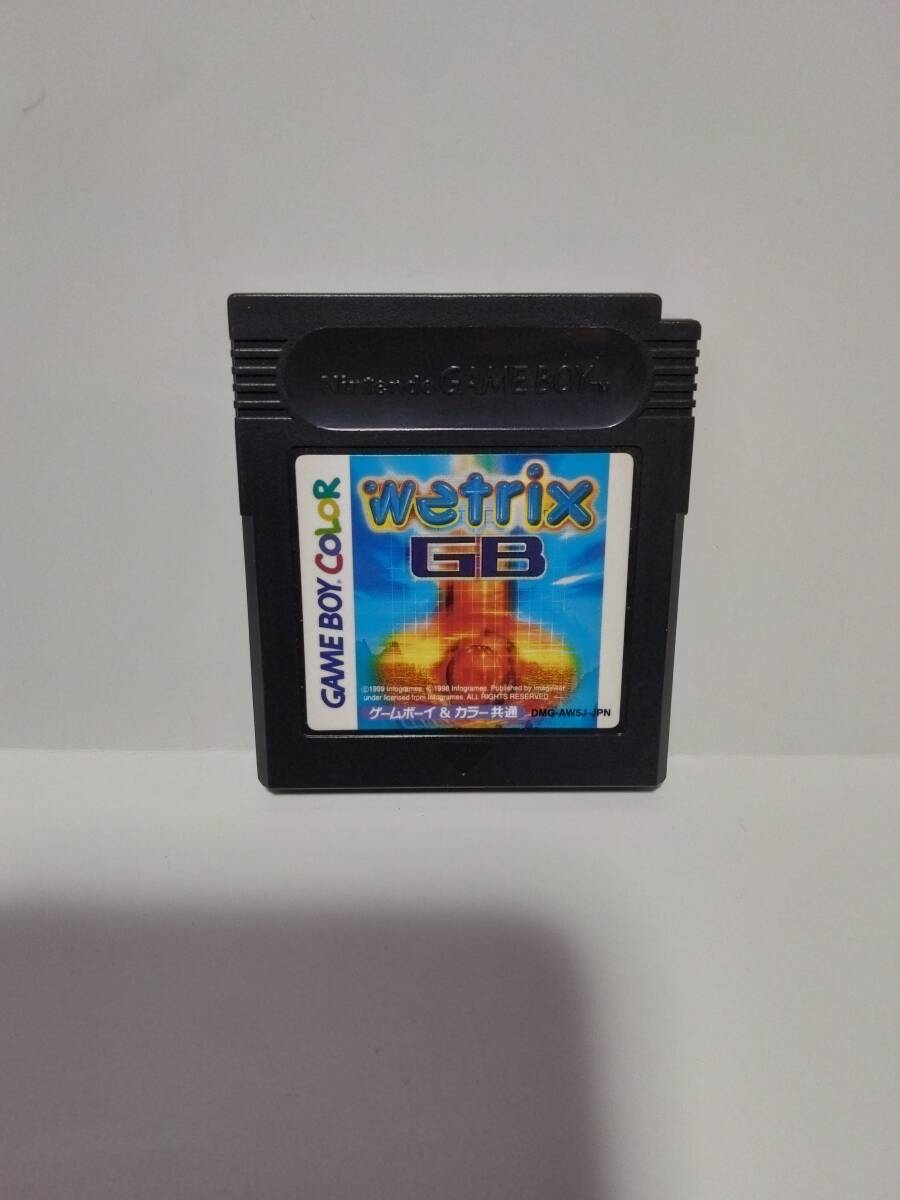 Nintendo GAME BOY TM
GAME BOY COLOR
wetrix
GB
©1999 Infogrames. ©1998 Infogrames. Published by Imagineer
under licensed from Infogrames. ALL RIGHTS RESERVED.
ゲームボーイ & カラー共通
DMG-AW5J-JPN